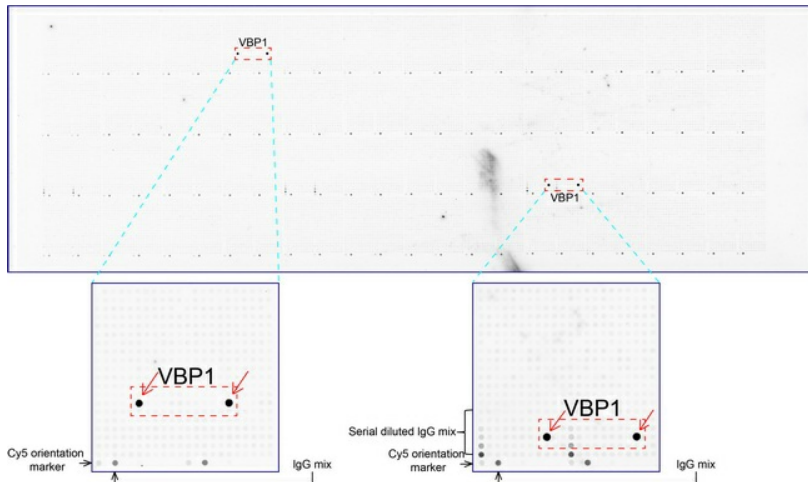 VBP1
VBP1
VBP1
VBP1
Serial diluted IgG mix
Cy5 orientation
marker
IgG mix
Cy5 orientation
marker
IgG mix